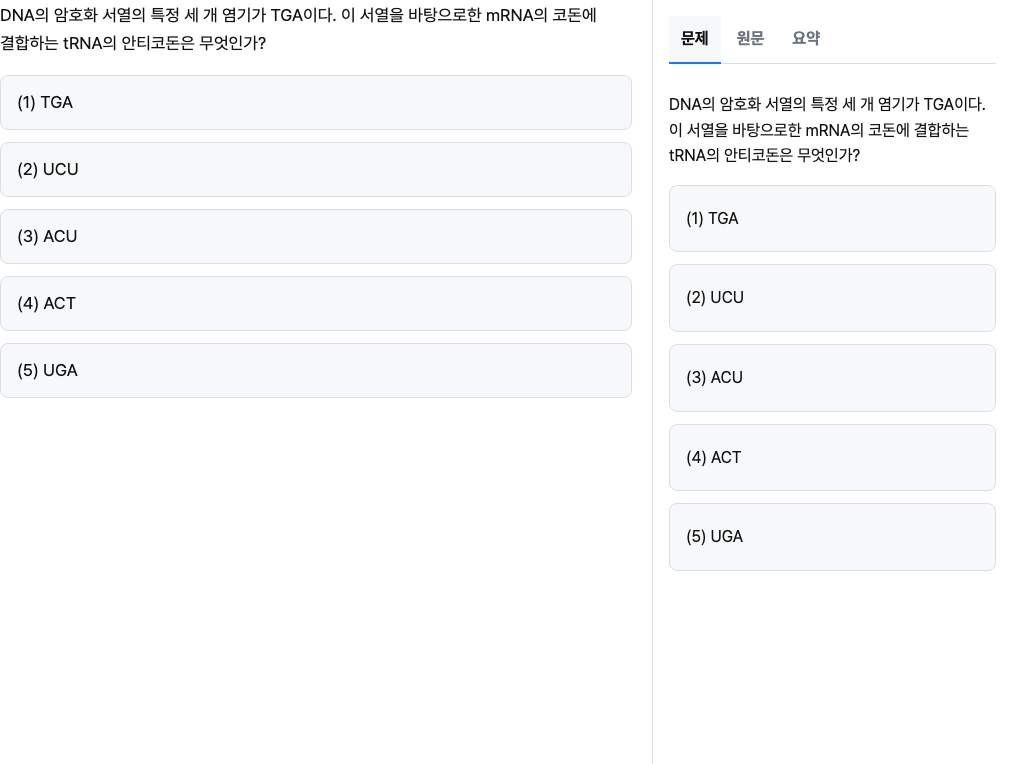 DNA의 암호화 서열의 특정 세 개 염기가 TGA이다. 이 서열을 바탕으로한 mRNA의 코돈에
결합하는 tRNA의 안티코돈은 무엇인가?
(1) TGA
(2) UCU
(3) ACU
(4) ACT
(5) UGA
문제 원문 요약
DNA의 암호화 서열의 특정 세 개 염기가 TGA이다.
이 서열을 바탕으로한 mRNA의 코돈에 결합하는
tRNA의 안티코돈은 무엇인가?
(1) TGA
(2) UCU
(3) ACU
(4) ACT
(5) UGA